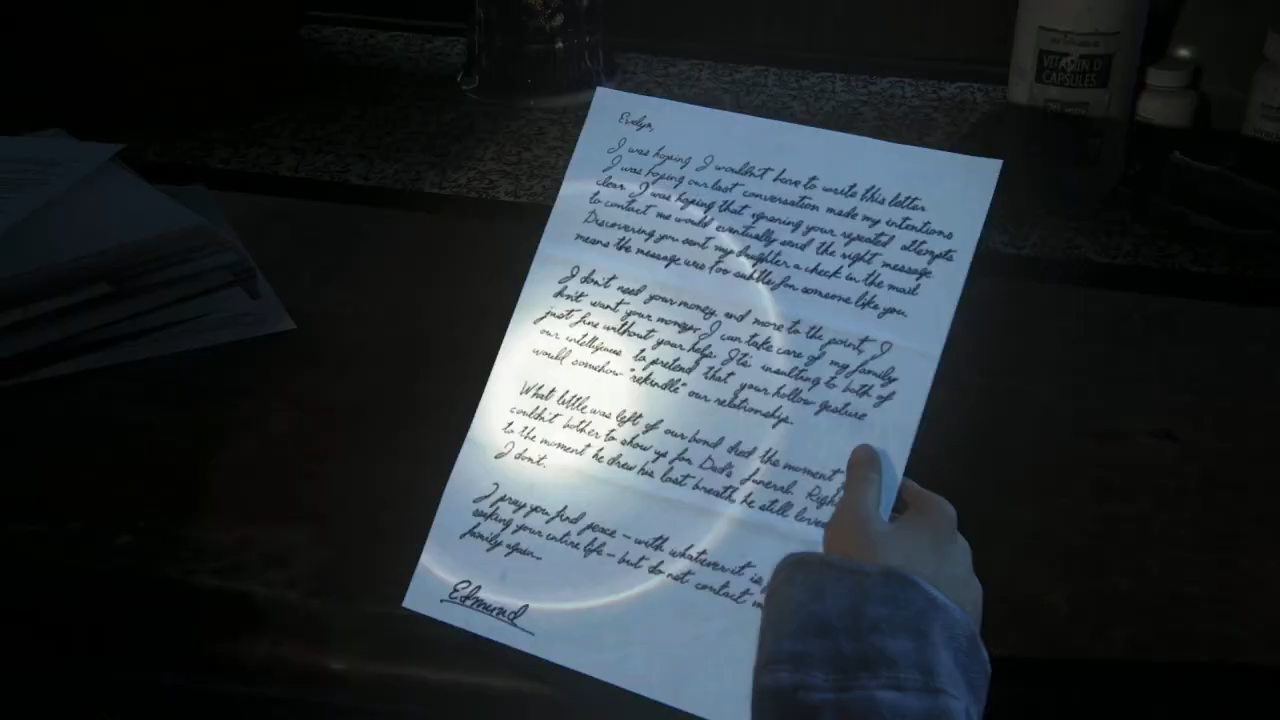 VITAMIN D
CAPSULES
Evelyn,
I was hoping I wouldn't have to write this letter.
I was hoping our last conversation made my intentions
clear. I was hoping that ignoring your repeated attempts
to contact me would eventually send the right message.
Discovering you sent my daughter a check in the mail
means the message was too subtle for someone like you.
I don't need your money, and more to the point, I
don't want your money. I can take care of my family
just fine without your help. It's insulting to both of
our intelligences to pretend that your hollow gesture
would somehow "rekindle" our relationship.
What little was left of our bond died the moment
couldn't bother to show up for Dad's funeral. Right
to the moment he drew his last breath, he still loved
I don't.
I pray you find peace - with whatever it is
seeking your entire life - but do not contact
family again.
Edmund